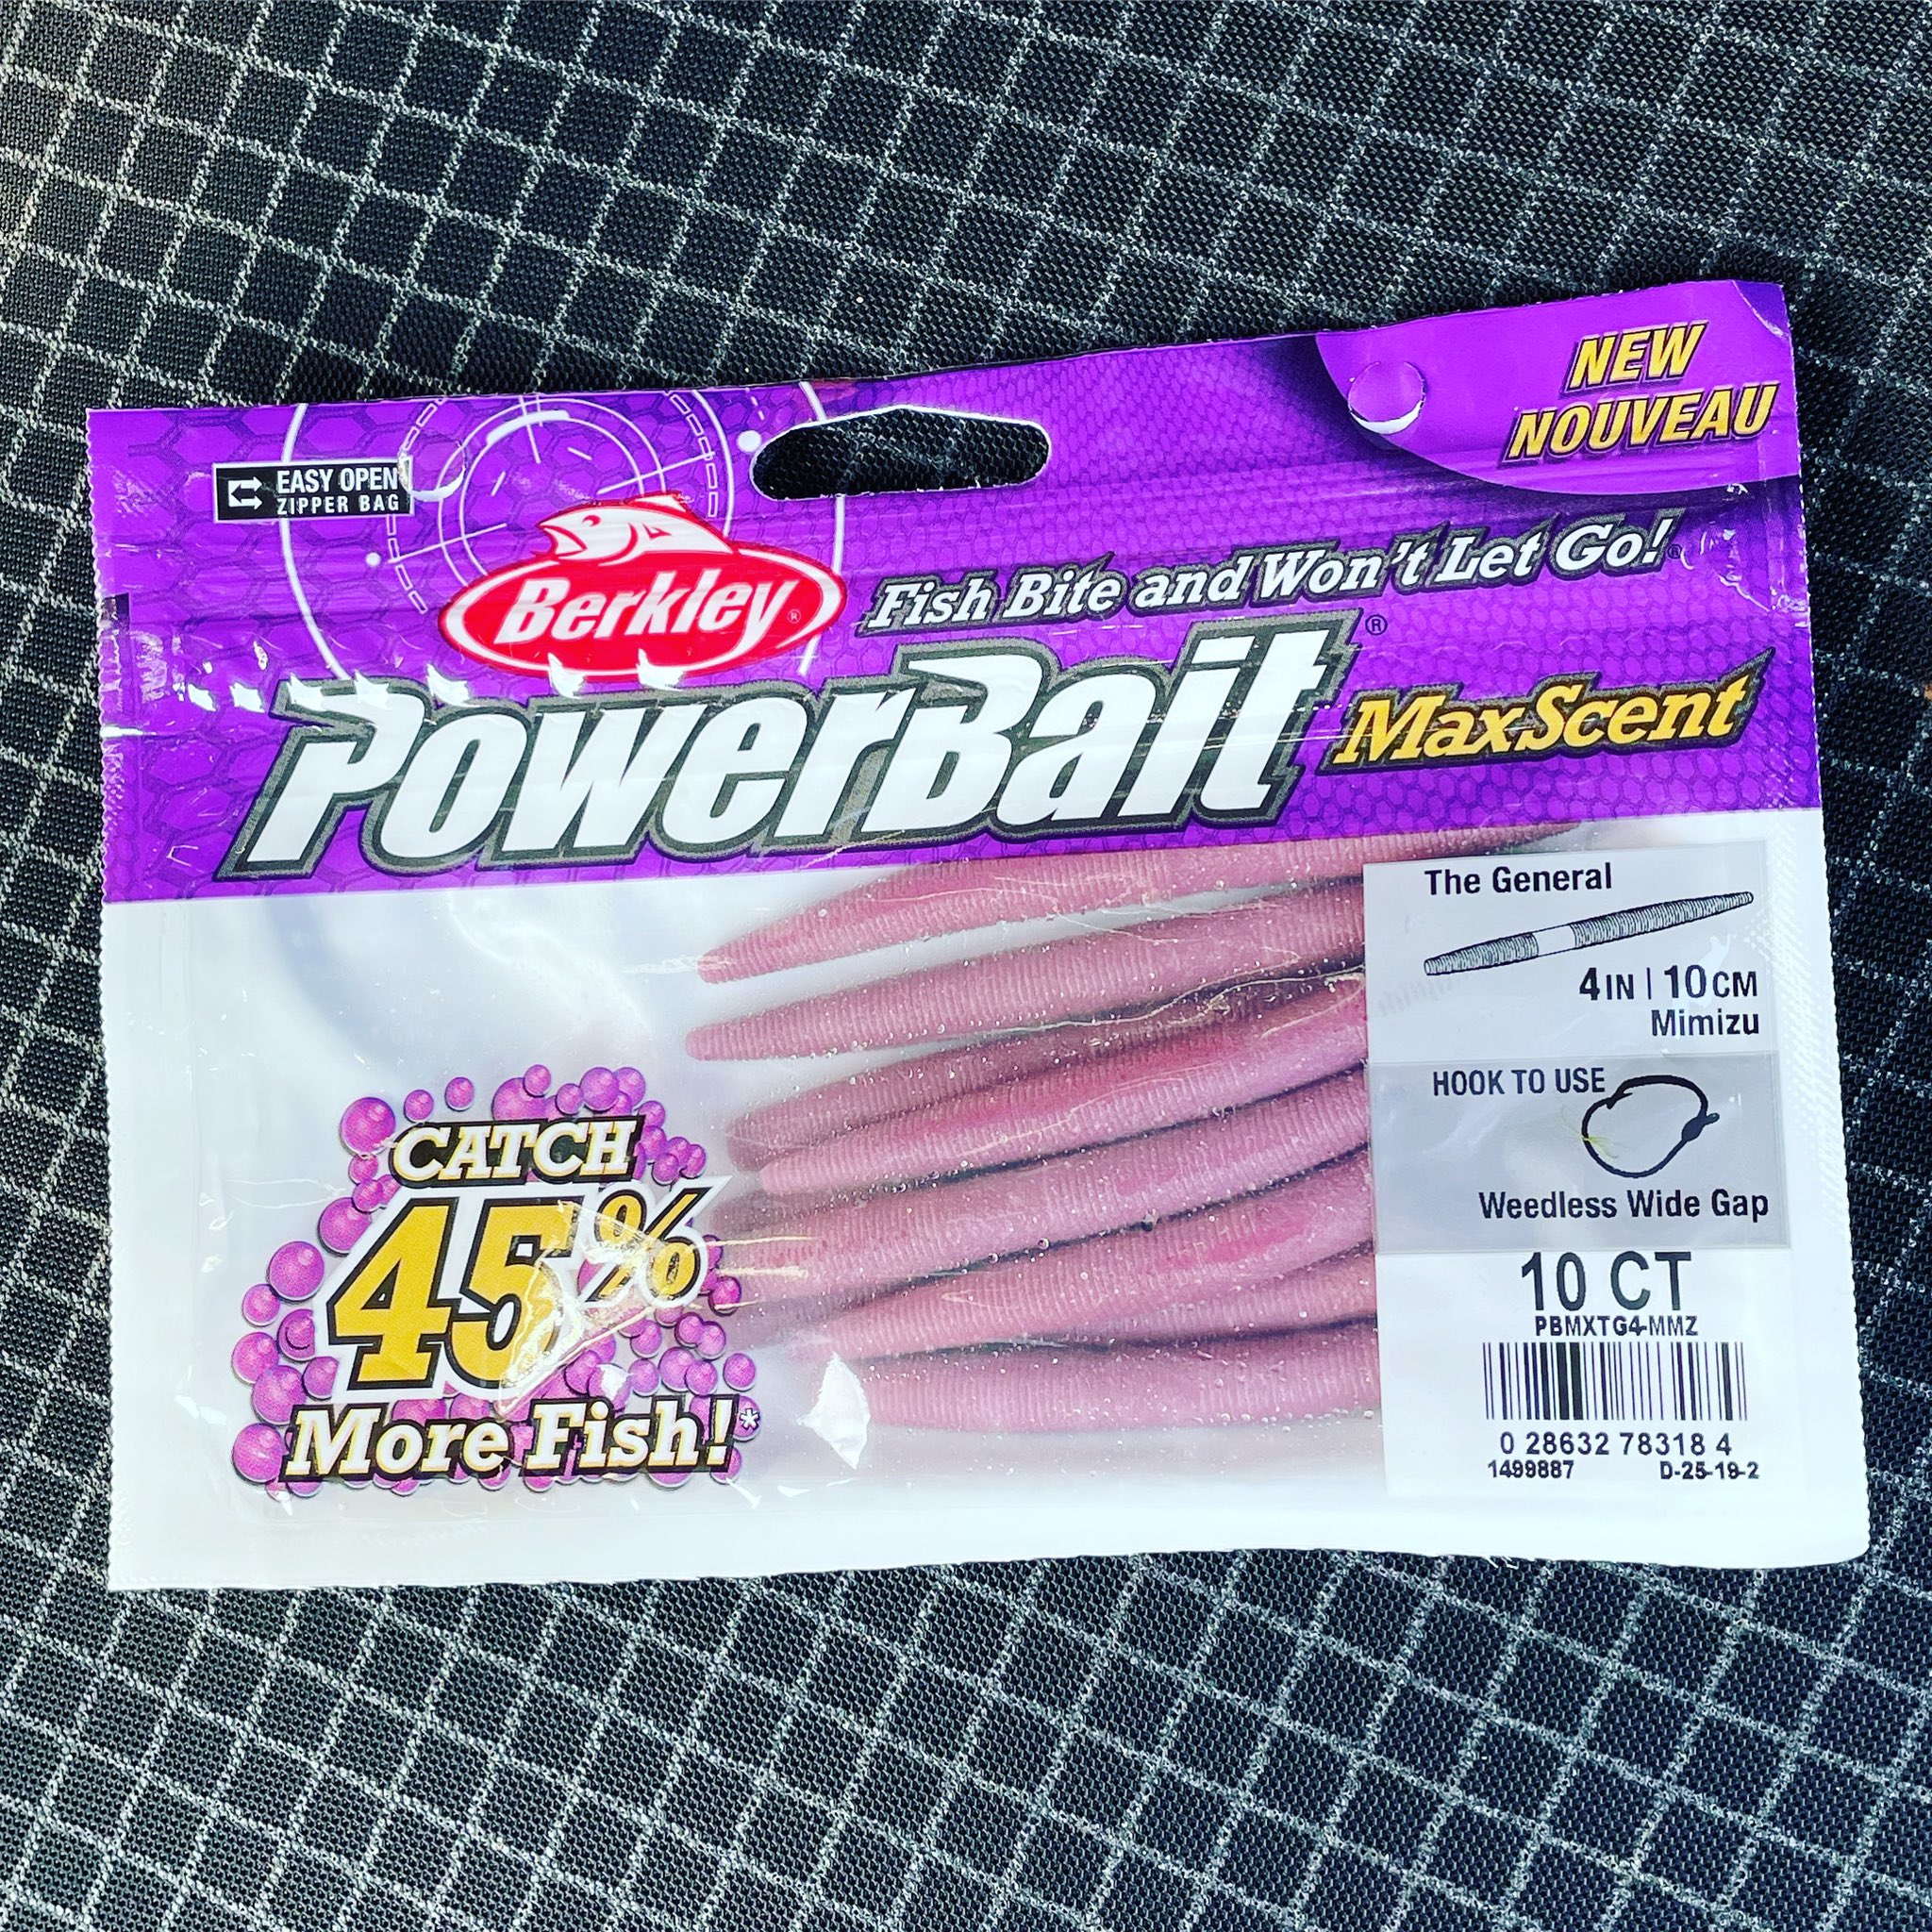 NEW
NOUVEAU
EASY OPEN
ZIPPER BAG
Berkley®
Fish Bite and Won't Let Go!®
PowerBait®
MaxScent
The General
4IN | 10CM
Mimizu
HOOK TO USE
Weedless Wide Gap
10 CT
PBMXTG4-MMZ
0 28632 78318 4
1499887 D-25-19-2
CATCH
45%
More Fish!*